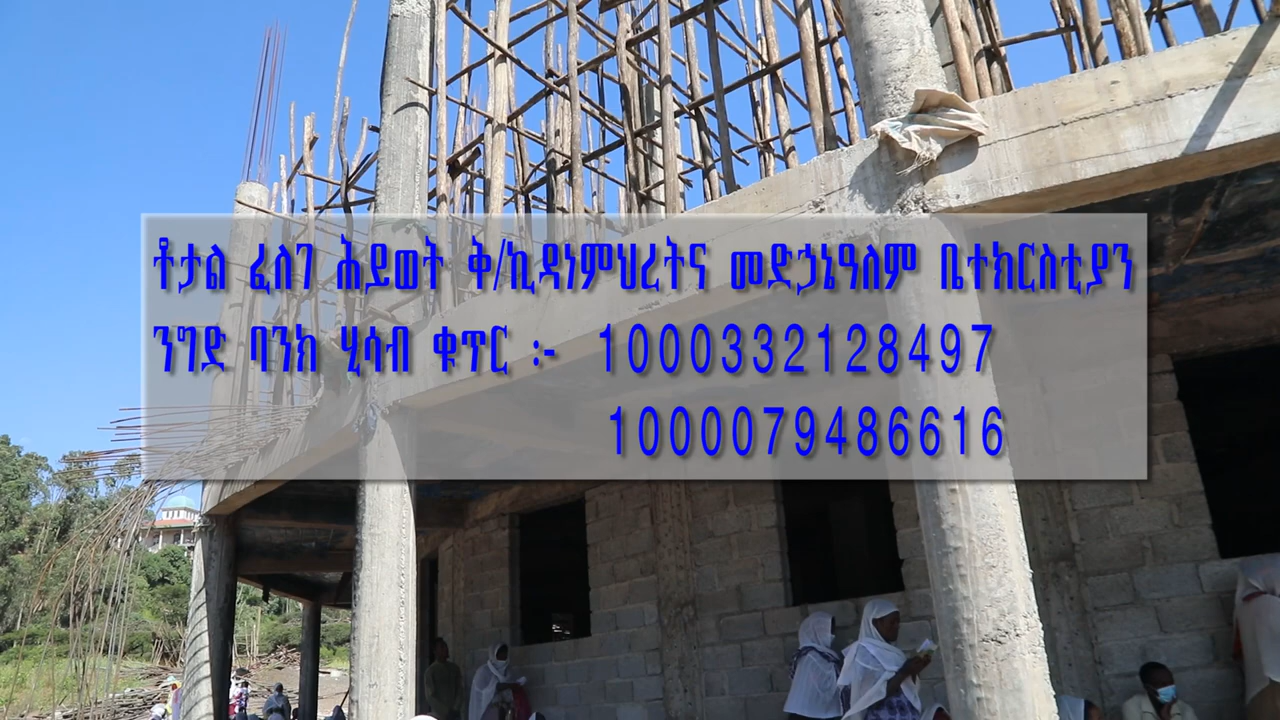 ቶታል ፈለገ ሕይወት ቅ/ኪዳነምህረትና መድኃኔዓለም ቤተክርስቲያን
ንግድ ባንክ ሂሳብ ቁጥር ፡- 1000332128497
1000079486616